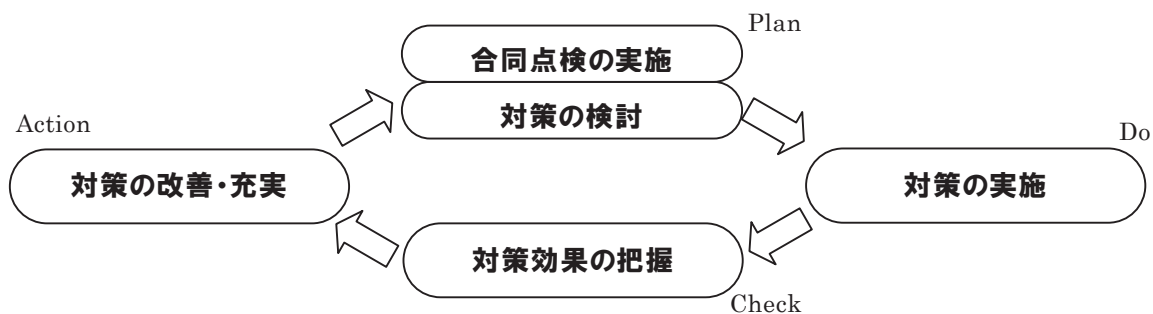 Plan
合同点検の実施
対策の検討
Action
Do
対策の改善・充実
対策の実施
対策効果の把握
Check